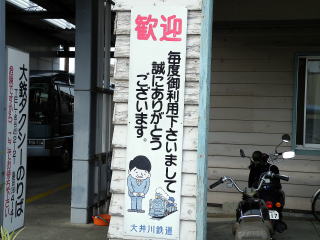 歓迎
毎度御利用下さいまして
誠にありがとう
ございます。
大井川鉄道
大鉄タクシーのりば